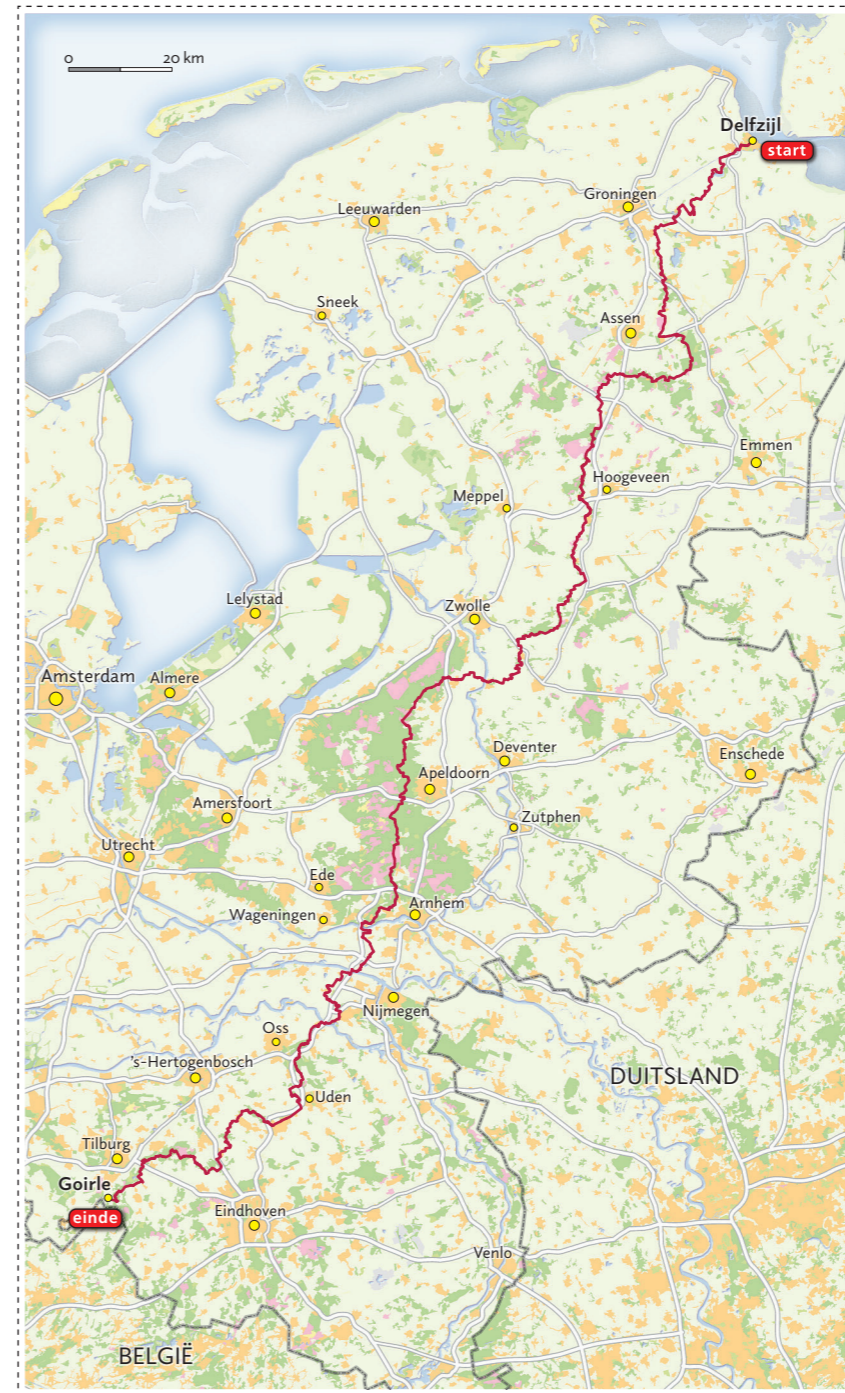 0 20 km
Delfzijl
start
Groningen
Leeuwarden
Sneek
Assen
Emmen
Hoogeveen
Meppel
Lelystad
Zwolle
Amsterdam
Almere
Deventer
Enschede
Apeldoorn
Amersfoort
Zutphen
Utrecht
Ede
Arnhem
Wageningen
Nijmegen
Oss
's-Hertogenbosch
DUITSLAND
Uden
Tilburg
Goirle
einde
Eindhoven
Venlo
BELGIË